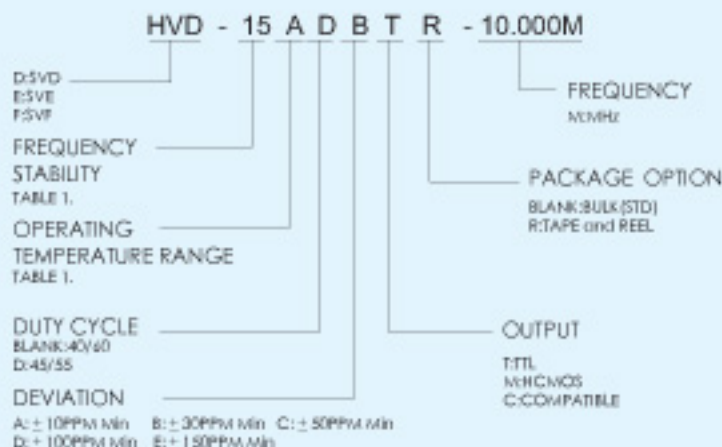 HVD - 15 A D B T R - 10.000M
D:SVD
E:SVE
F:SVF
FREQUENCY
STABILITY
TABLE 1.
OPERATING
TEMPERATURE RANGE
TABLE 1.
DUTY CYCLE
BLANK:40/60
D:45/55
DEVIATION
A:±10PPM Min B:±30PPM Min C:±50PPM Min
D:±100PPM Min E:±150PPM Min
FREQUENCY
M:MHz
PACKAGE OPTION
BLANK:BULK(STD)
R:TAPE and REEL
OUTPUT
T:TTL
M:HCMOS
C:COMPATIBLE